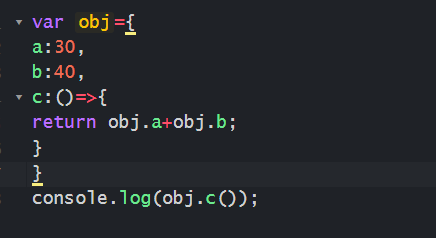 var obj={
a:30,
b:40,
c:()=>{
return obj.a+obj.b;
}
}
console.log(obj.c());